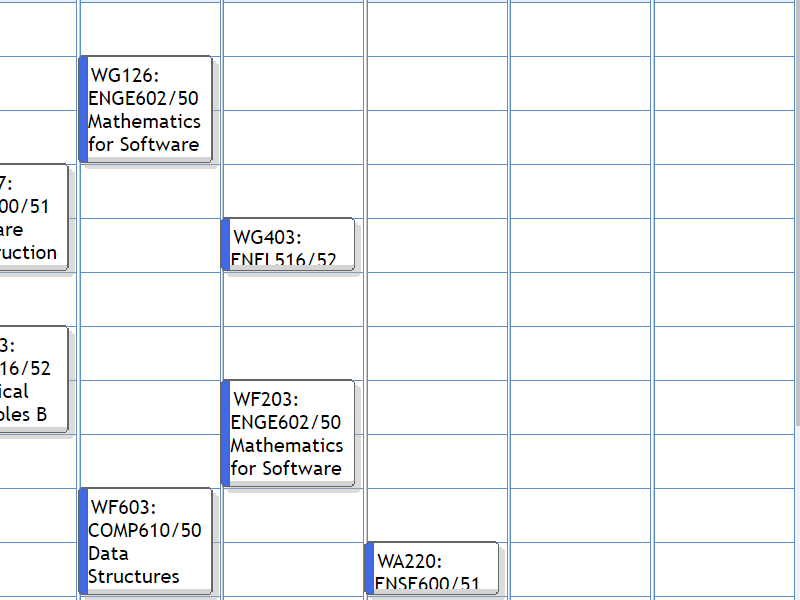 WG126:
ENGE602/50
Mathematics
for Software
7:
00/51
are
ruction
WG403:
ENEL516/52
3:
16/52
ical
ples B
WF203:
ENGE602/50
Mathematics
for Software
WF603:
COMP610/50
Data
Structures
WA220:
ENSE600/51